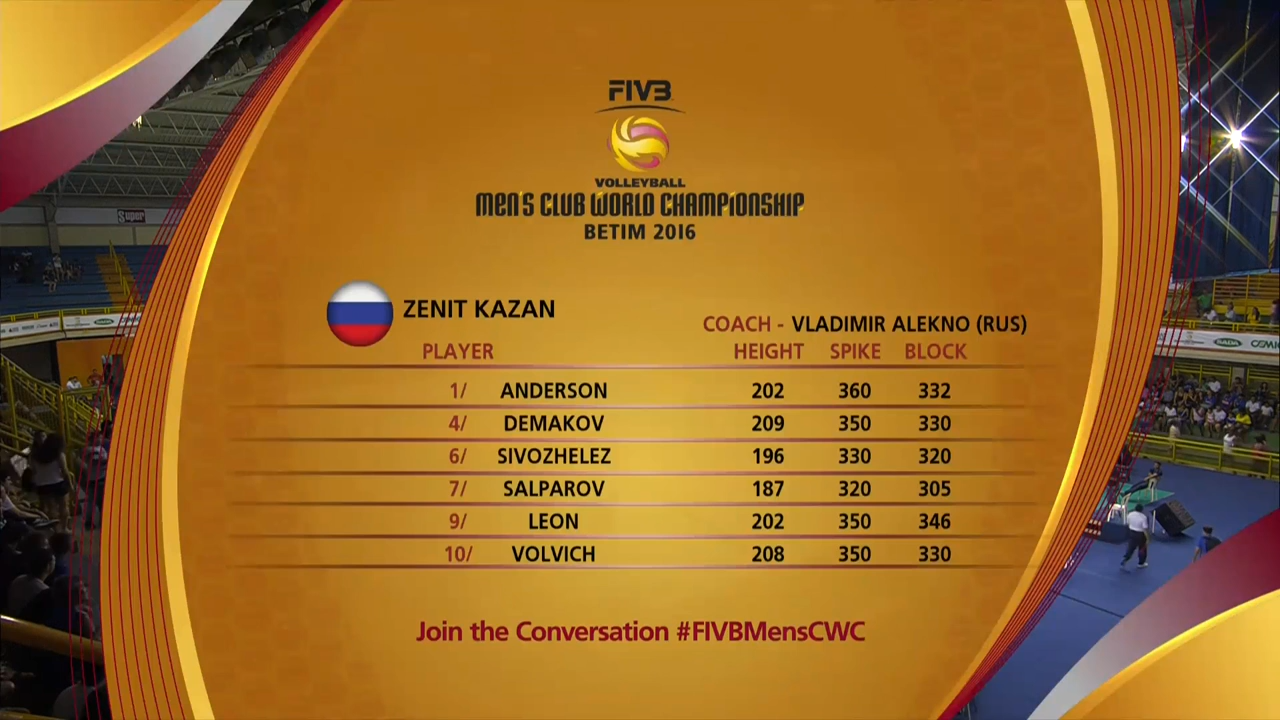 FIVB
VOLLEYBALL
MEN'S CLUB WORLD CHAMPIONSHIP
BETIM 2016
ZENIT KAZAN
COACH - VLADIMIR ALEKNO (RUS)
PLAYER HEIGHT SPIKE BLOCK
1/ ANDERSON 202 360 332
4/ DEMAKOV 209 350 330
6/ SIVOZHELEZ 196 330 320
7/ SALPAROV 187 320 305
9/ LEON 202 350 346
10/ VOLVICH 208 350 330
Join the Conversation #FIVBMensCWC
Super
SADA